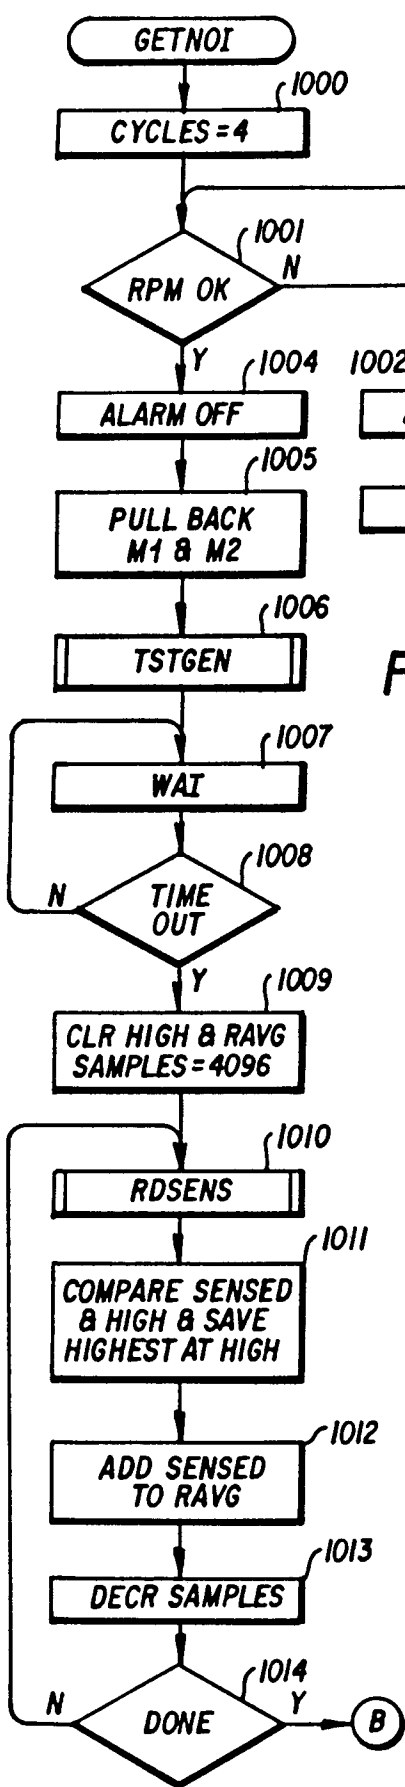 GETNOI
1000
CYCLES=4
1001
RPM OK
N
Y
1004
1002
ALARM OFF
1005
PULL BACK
M1 & M2
1006
TSTGEN
1007
WAI
1008
TIME
OUT
N
Y
1009
CLR HIGH & RAVG
SAMPLES=4096
1010
RDSENS
1011
COMPARE SENSED
& HIGH & SAVE
HIGHEST AT HIGH
1012
ADD SENSED
TO RAVG
1013
DECR SAMPLES
1014
DONE
N
Y
B